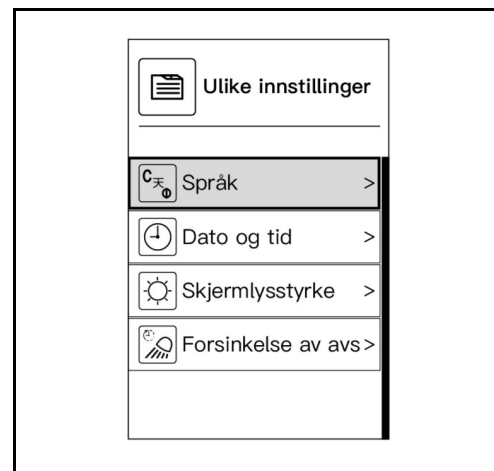 Ulike innstillinger
Språk >
Dato og tid >
Skjermlysstyrke >
Forsinkelse av avs>